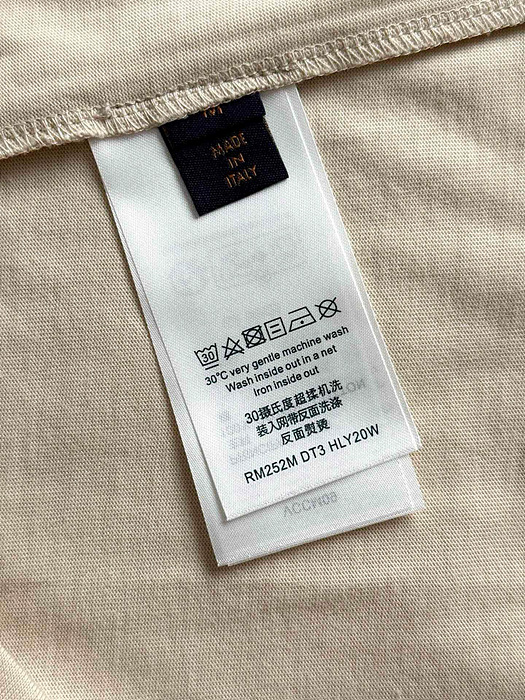 M
MADE
IN
ITALY
30
30°C very gentle machine wash
Wash inside out in a net
Iron inside out
30摄氏度超柔机洗
装入网带反面洗涤
反面熨烫
RM252M DT3 HLY20W